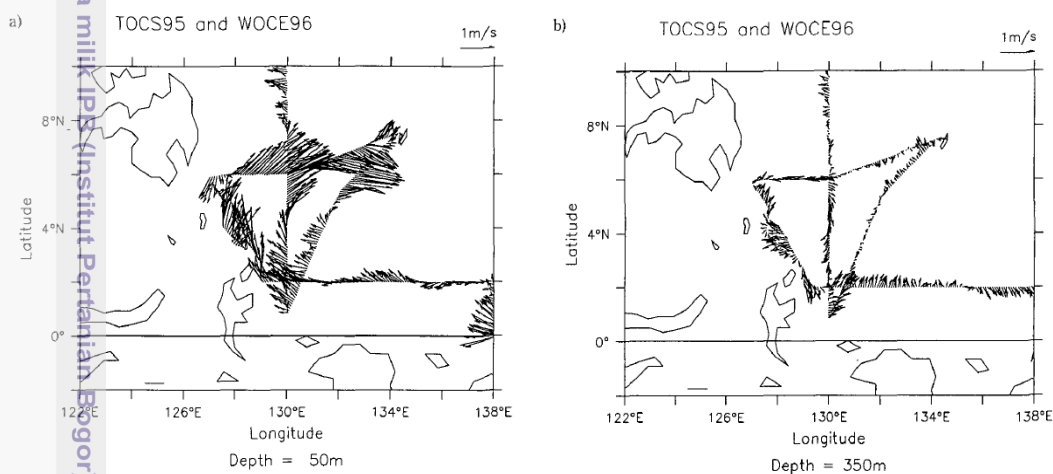 a)
TOCS95 and WOCE96
1m/s
8°N
4°N
0°
Latitude
122°E
126°E
130°E
134°E
138°E
Longitude
Depth = 50m
b)
TOCS95 and WOCE96
1m/s
8°N
4°N
0°
Latitude
122°E
126°E
130°E
134°E
138°E
Longitude
Depth = 350m
milik IPB (Institut Pertanian Bogor)